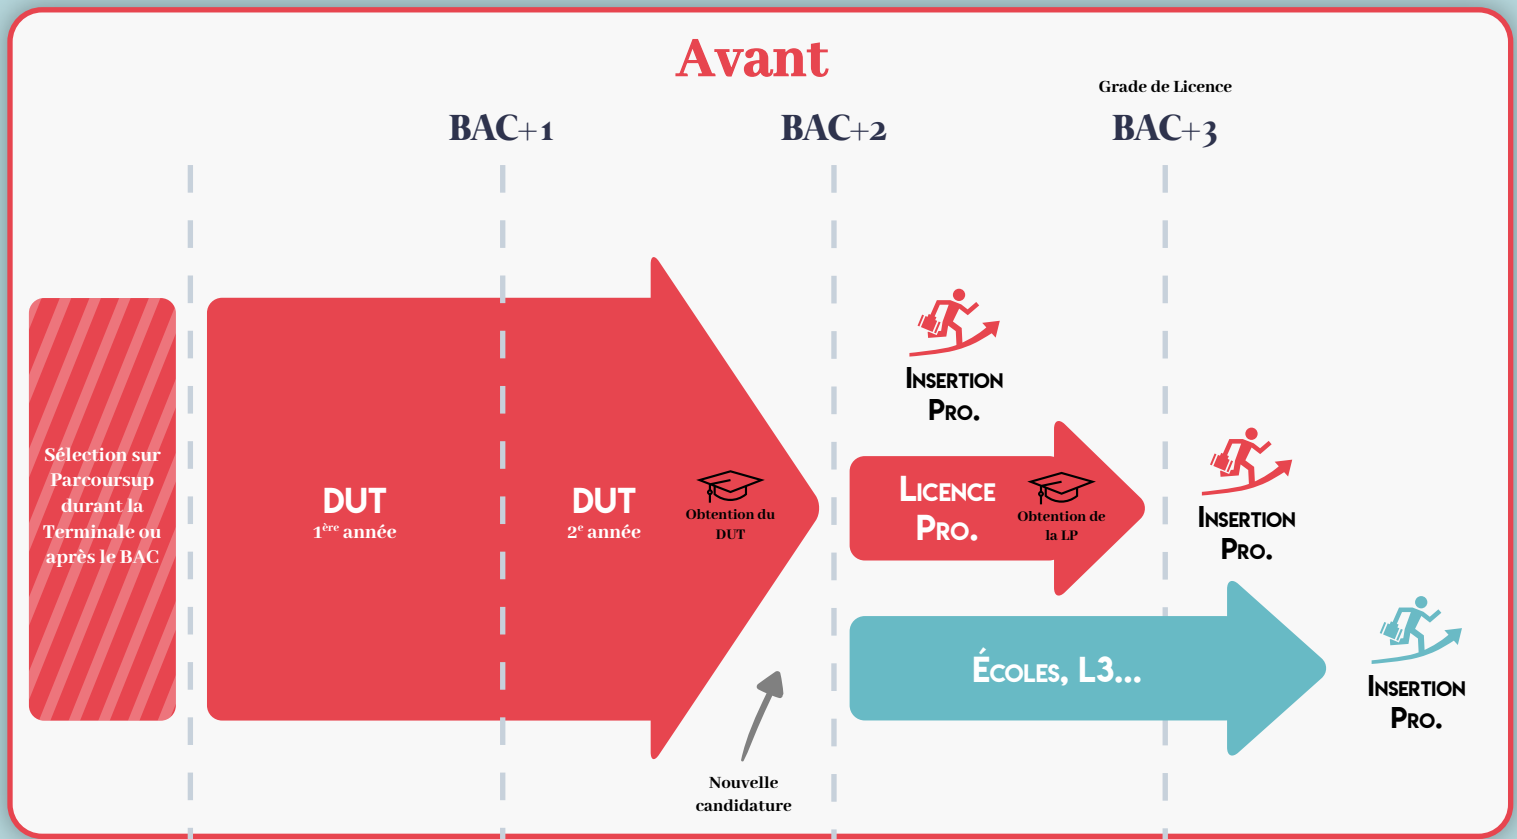 Avant
Grade de Licence
BAC+1
BAC+2
BAC+3
Sélection sur
Parcoursup
durant la
Terminale ou
après le BAC
DUT
1ère année
DUT
2e année
Obtention du
DUT
Nouvelle
candidature
Insertion
Pro.
Licence
Pro.
Obtention de
la LP
Insertion
Pro.
Écoles, L3...
Insertion
Pro.